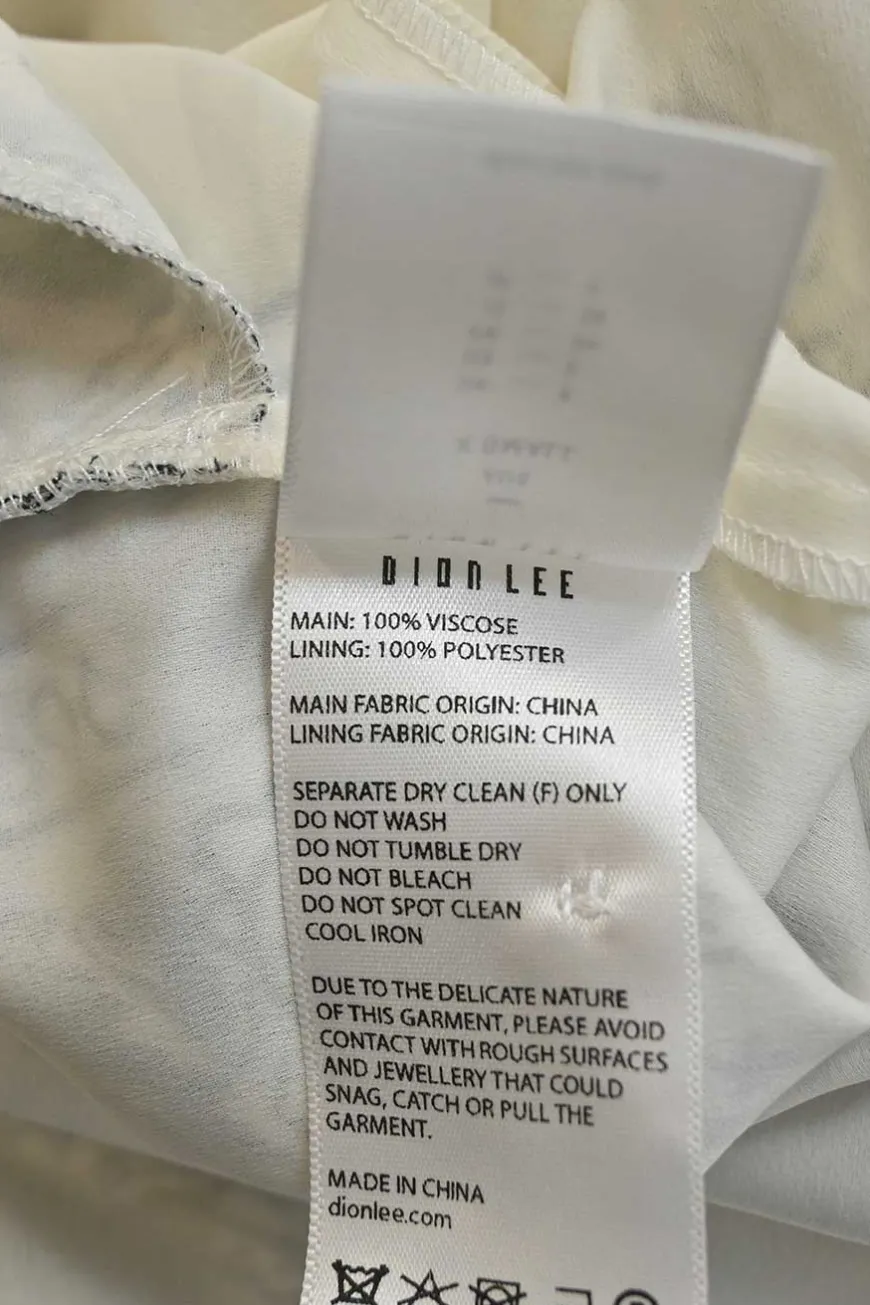 DION LEE
MAIN: 100% VISCOSE
LINING: 100% POLYESTER
MAIN FABRIC ORIGIN: CHINA
LINING FABRIC ORIGIN: CHINA
SEPARATE DRY CLEAN (F) ONLY
DO NOT WASH
DO NOT TUMBLE DRY
DO NOT BLEACH
DO NOT SPOT CLEAN
COOL IRON
DUE TO THE DELICATE NATURE
OF THIS GARMENT, PLEASE AVOID
CONTACT WITH ROUGH SURFACES
AND JEWELLERY THAT COULD
SNAG, CATCH OR PULL THE
GARMENT.
MADE IN CHINA
dionlee.com